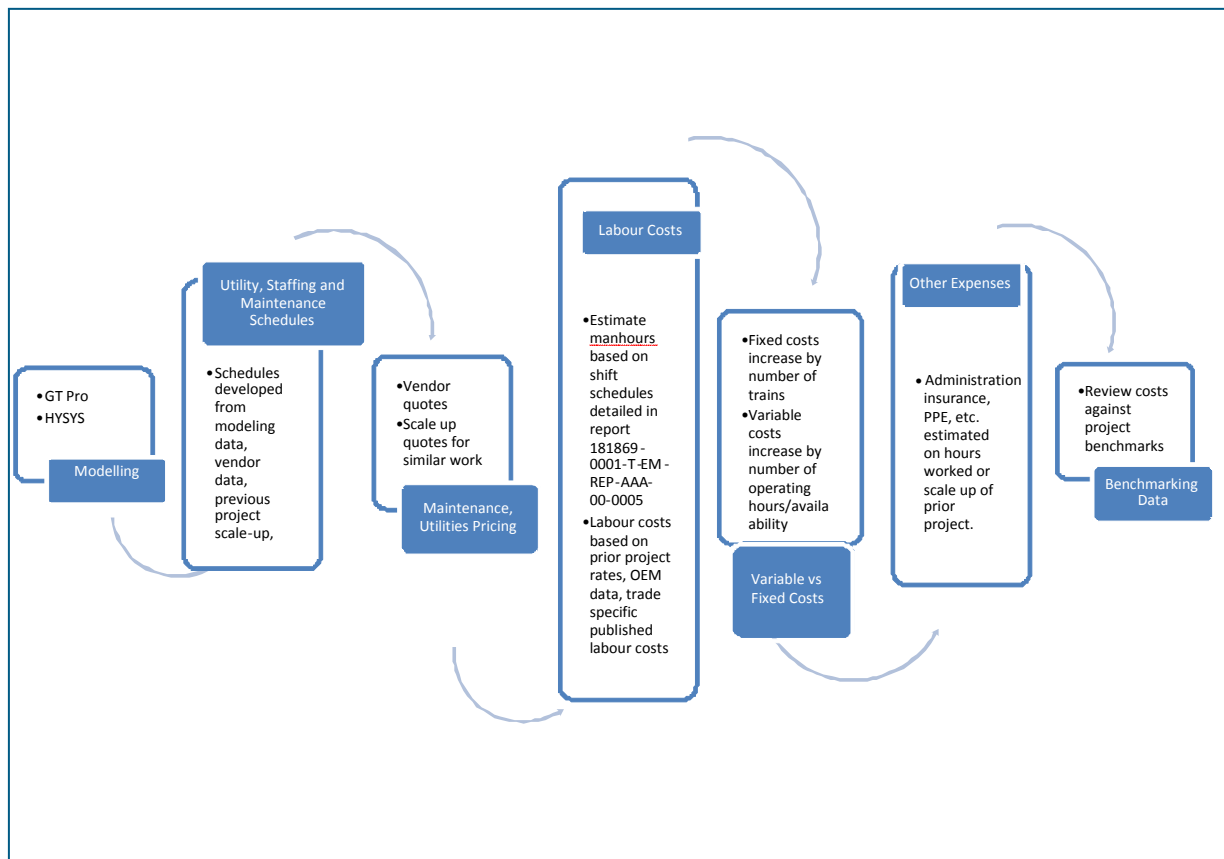 •GT Pro
•HYSYS
Modelling
Utility, Staffing and
Maintenance
Schedules
•Schedules
developed
from
modeling
data,
vendor
data,
previous
project
scale-up,
•Vendor
quotes
•Scale up
quotes for
similar work
Maintenance,
Utilities Pricing
Labour Costs
•Estimate
manhours
based on
shift
schedules
detailed in
report
181869-
0001-T-EM-
REP-AAA-
00-0005
•Labour costs
based on
prior project
rates, OEM
data, trade
specific
published
labour costs
•Fixed costs
increase by
number of
trains
•Variable
costs
increase by
number of
operating
hours/availa
ability
Variable vs
Fixed Costs
Other Expenses
• Administration
insurance,
PPE, etc.
estimated
on hours
worked or
scale up of
prior
project.
•Review costs
against
project
benchmarks
Benchmarking
Data